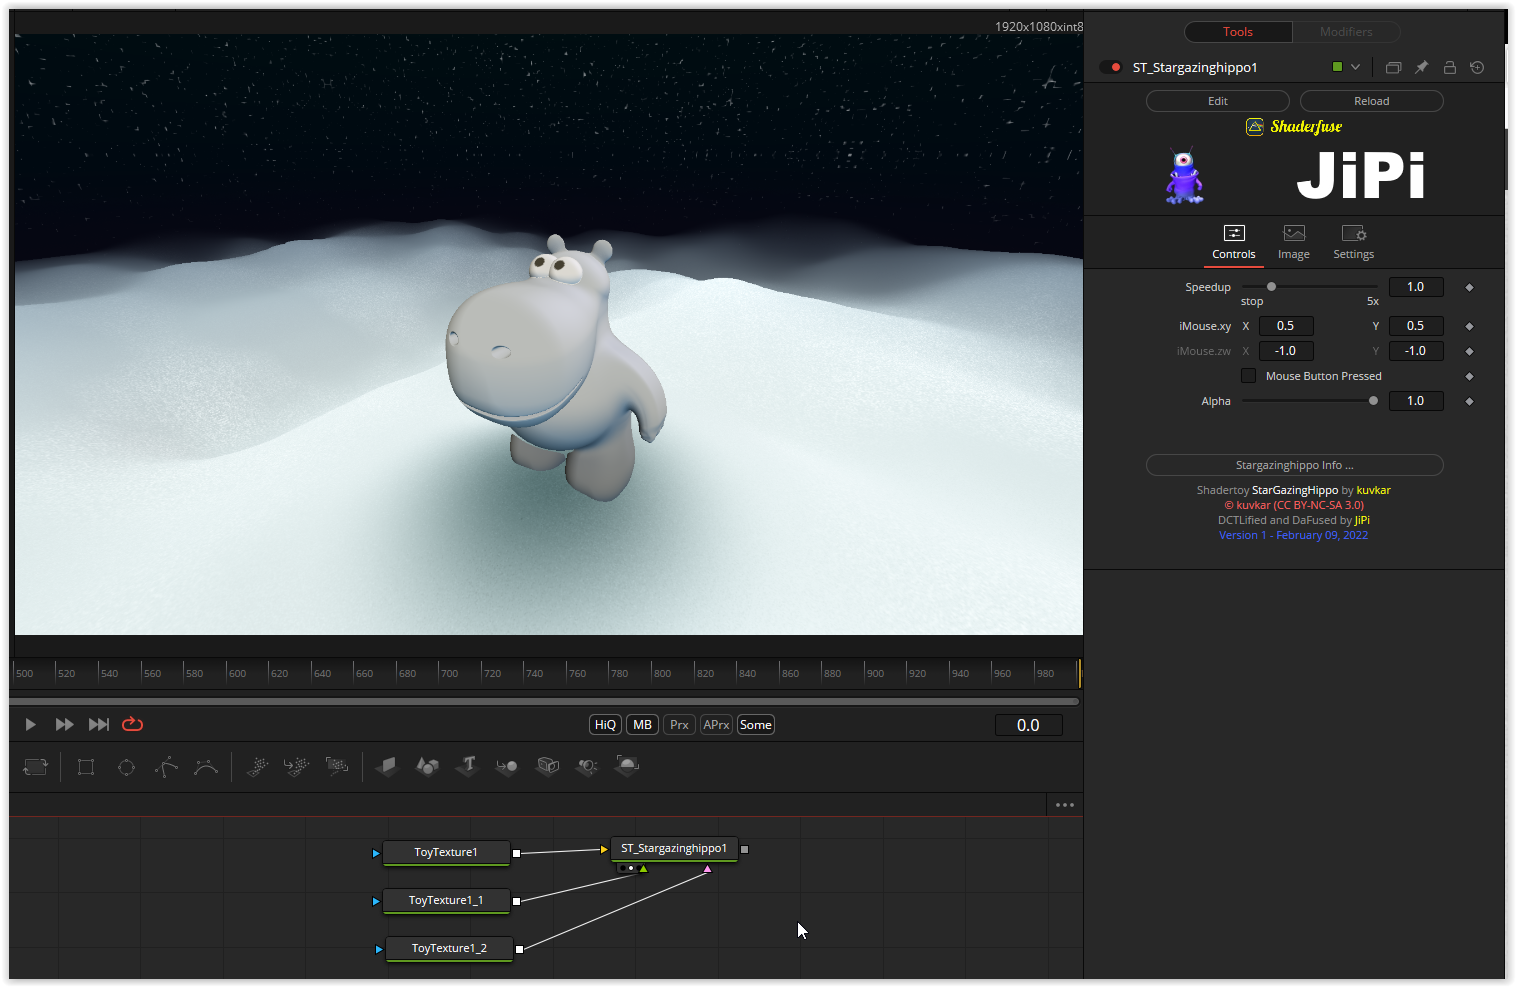 1920x1080xint8
Tools
Modifiers
ST_Stargazinghippo1
Edit
Reload
Shaderfuse
JiPi
Controls
Image
Settings
Speedup
1.0
stop
5x
iMouse.xy X 0.5 Y 0.5
iMouse.zw X -1.0 Y -1.0
Mouse Button Pressed
Alpha
1.0
Stargazinghippo Info ...
Shadertoy StarGazingHippo by kuvkar
© kuvkar (CC BY-NC-SA 3.0)
DCTLified and DaFused by JiPi
Version 1 - February 09, 2022
500 520 540 560 580 600 620 640 660 680 700 720 740 760 780 800 820 840 860 880 900 920 940 960 980
HiQ MB Prx APrx Some
0.0
ToyTexture1
ST_Stargazinghippo1
ToyTexture1_1
ToyTexture1_2